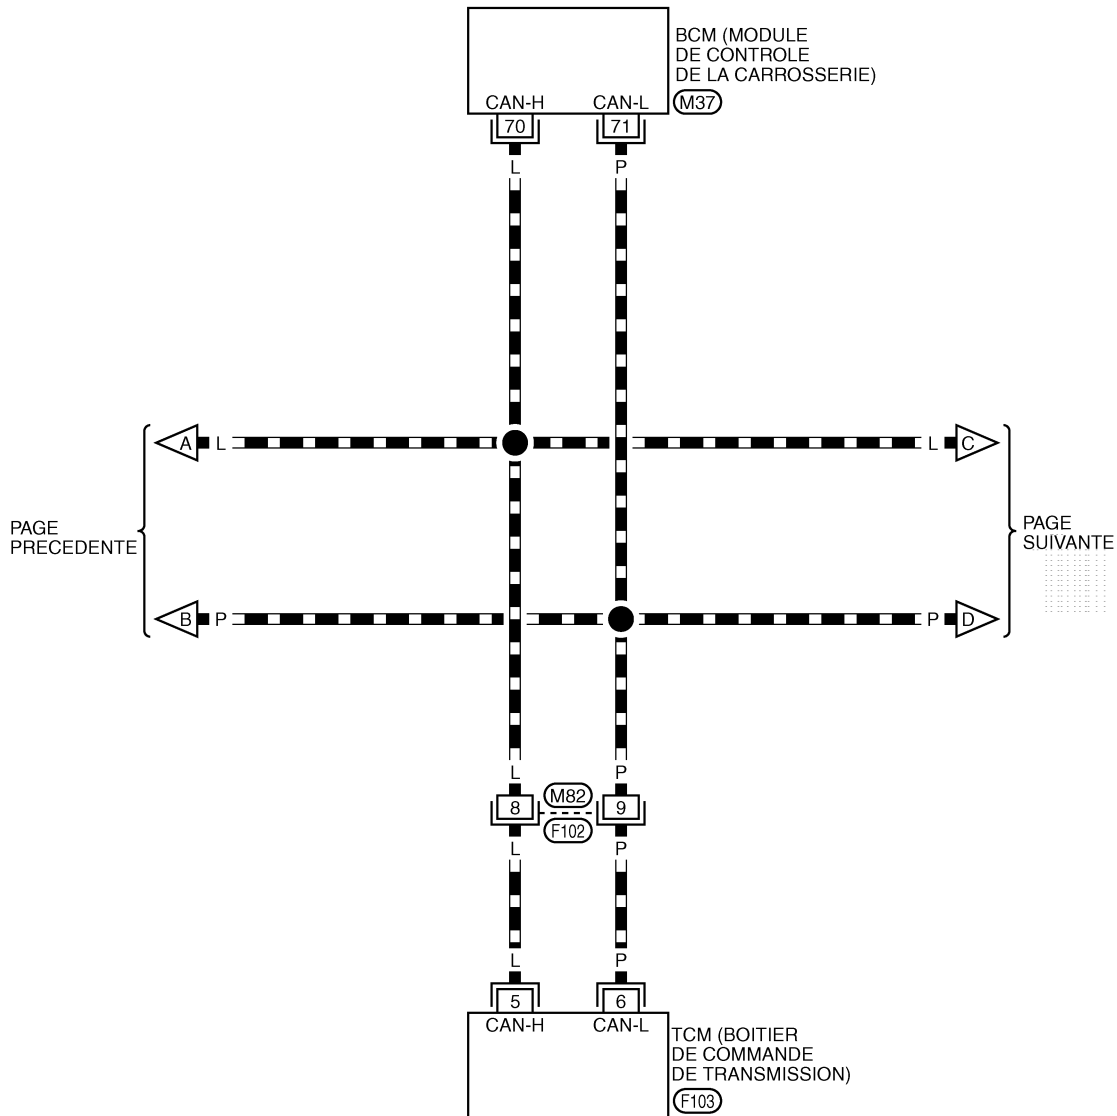 BCM (MODULE
DE CONTROLE
DE LA CARROSSERIE)
M37
CAN-H CAN-L
70 71
L P
A L L C
PAGE
PRECEDENTE
PAGE
SUIVANTE
B P P D
L P
8 M82 9
F102
L P
L P
5 6
CAN-H CAN-L
TCM (BOITIER
DE COMMANDE
DE TRANSMISSION)
F103